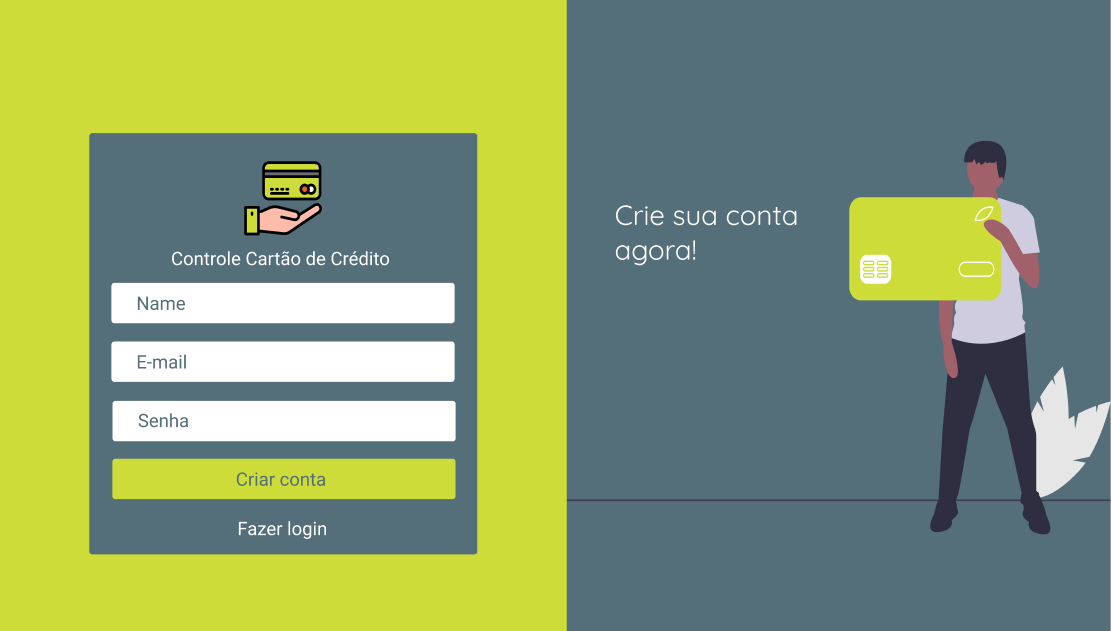 Controle Cartão de Crédito
Name
E-mail
Senha
Criar conta
Fazer login
Crie sua conta
agora!